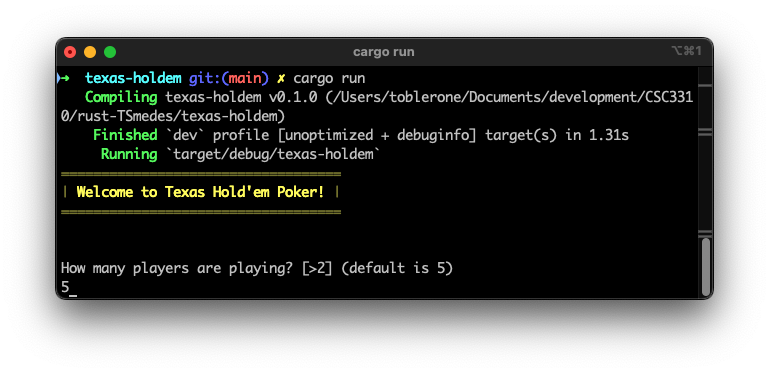 cargo run
⌥⌘1
➜ texas-holdem git:(main) ✗ cargo run
Compiling texas-holdem v0.1.0 (/Users/toblerone/Documents/development/CSC331
0/rust-TSmedes/texas-holdem)
Finished `dev` profile [unoptimized + debuginfo] target(s) in 1.31s
Running `target/debug/texas-holdem`
===================================
| Welcome to Texas Hold'em Poker! |
===================================
How many players are playing? [>2] (default is 5)
5_